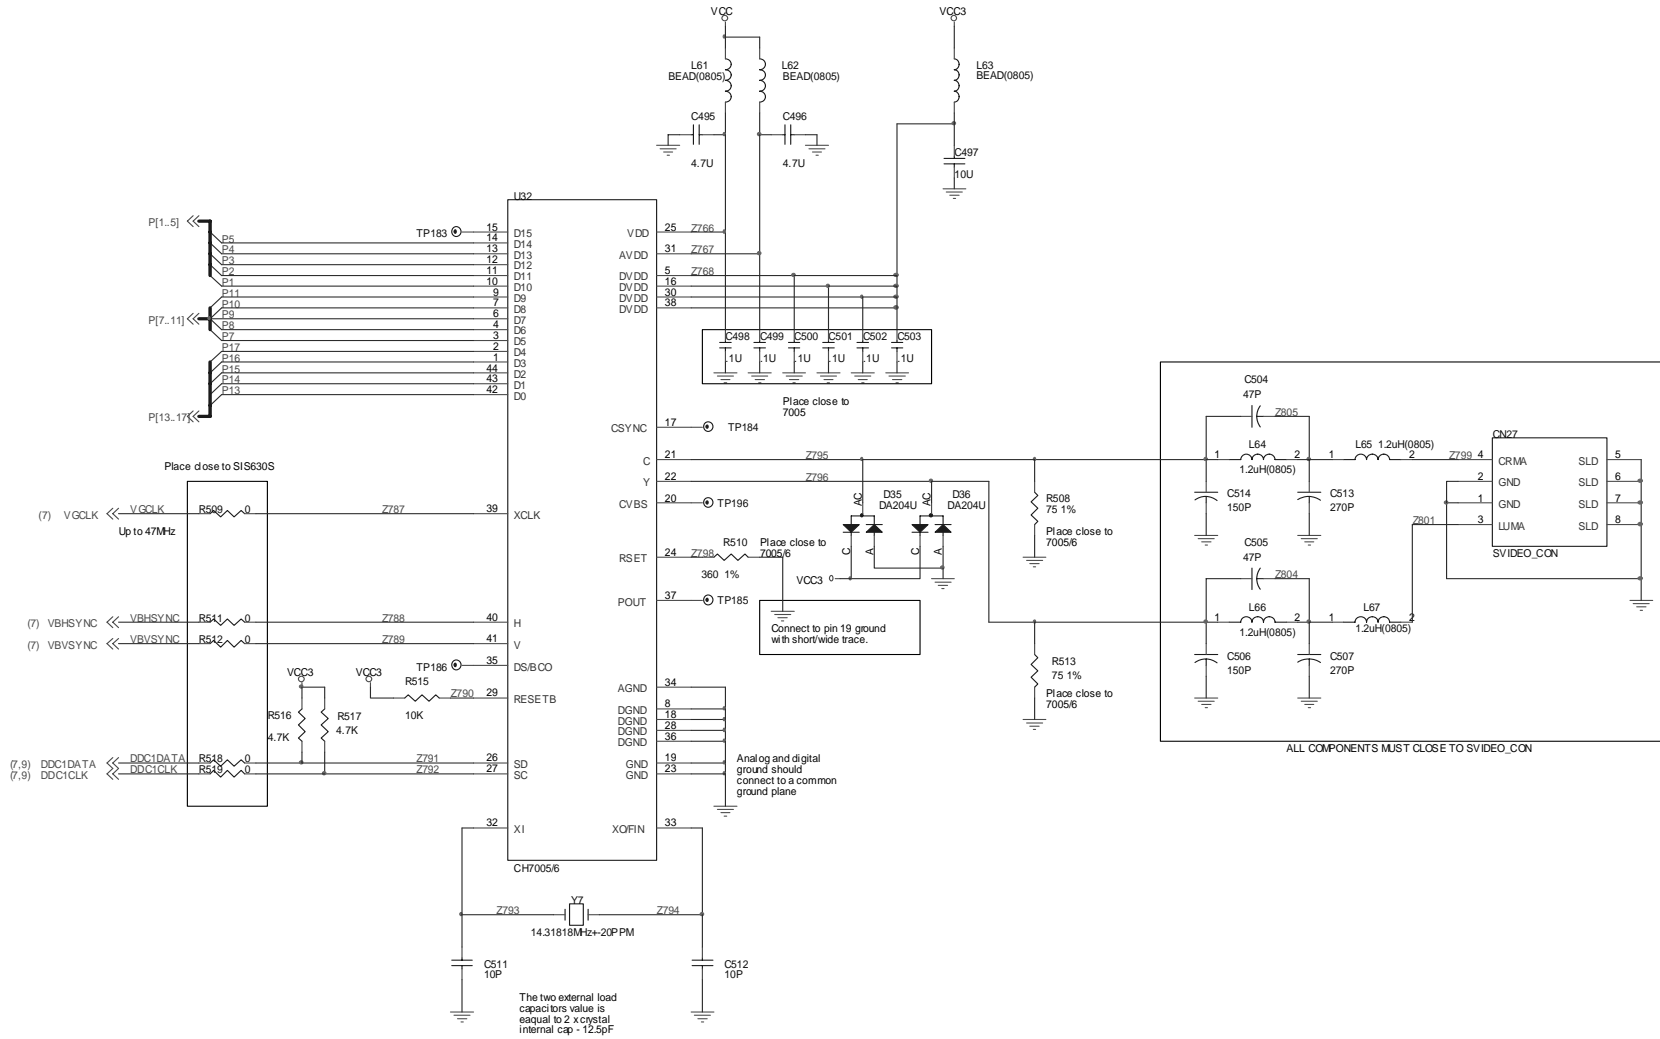 VCC
VCC3
L61
BEAD(0805)
L62
BEAD(0805)
L63
BEAD(0805)
C495
4.7U
C496
4.7U
C497
10U
U32
P[1..5]
P5
P4
P3
P2
P1
P11
P10
P9
P8
P7
P17
P16
P15
P14
P13
P[7..11]
P[13..17]
TP183
15
14
13
12
11
10
9
7
6
4
3
2
1
44
43
42
D15
D14
D13
D12
D11
D10
D9
D8
D7
D6
D5
D4
D3
D2
D1
D0
VDD 25 Z766
AVDD 31 Z767
DVDD 5 Z768
DVDD 16
DVDD 30
DVDD 38
C498 C499 C500 C501 C502 C503
.1U .1U .1U .1U .1U .1U
Place close to
7005
CSYNC 17 TP184
C 21 Z795
Y 22 Z796
CVBS 20 TP196
RSET 24 Z798
R510
360 1%
Place close to
7005/6
POUT 37 TP185
Connect to pin 19 ground
with short/wide trace.
AC
D35
DA204U
C
A
AC
D36
DA204U
C
A
VCC3
R508
75 1%
Place close to
7005/6
R513
75 1%
Place close to
7005/6
C504
47P
Z805
1 L64 2
1.2uH(0805)
1 L65 1.2uH(0805) 2
Z799
C514
150P
C513
270P
C505
47P
Z804
1 L66 2
1.2uH(0805)
1 L67 2
1.2uH(0805)
Z801
C506
150P
C507
270P
CN27
4 CRMA SLD 5
2 GND SLD 6
1 GND SLD 7
3 LUMA SLD 8
SVIDEO_CON
ALL COMPONENTS MUST CLOSE TO SVIDEO_CON
Place close to SIS630S
(7) VGCLK VGCLK R509 0 Z787 39 XCLK
Up to 47MHz
(7) VBHSYNC VBHSYNC R511 0 Z788 40 H
(7) VBVSYNC VBVSYNC R512 0 Z789 41 V
TP186 35 DS/BCO
VCC3
VCC3
R515
10K
Z790 29 RESETB
R516
4.7K
R517
4.7K
(7,9) DDC1DATA DDC1DATA R518 0 Z791 26 SD
(7,9) DDC1CLK DDC1CLK R519 0 Z792 27 SC
AGND 34
DGND 8
DGND 18
DGND 28
DGND 36
GND 19
GND 23
Analog and digital
ground should
connect to a common
ground plane
32 XI
XO/FIN 33
CH7005/6
Z793
Y7
Z794
14.31818MHz+-20PPM
C511
10P
C512
10P
The two external load
capacitors value is
eaqual to 2 x crystal
internal cap - 12.5pF